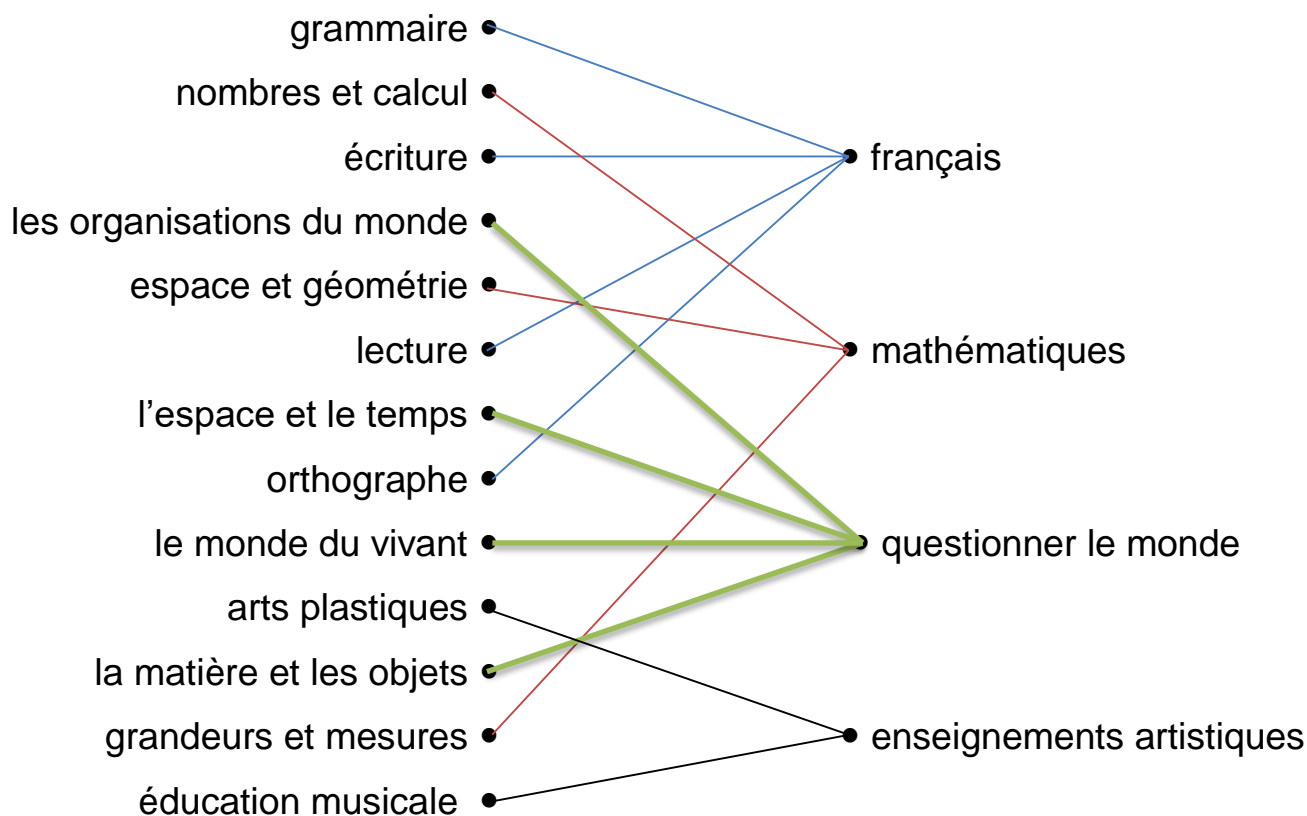 grammaire
nombres et calcul
écriture
français
les organisations du monde
espace et géométrie
lecture
mathématiques
l’espace et le temps
orthographe
le monde du vivant
questionner le monde
arts plastiques
la matière et les objets
grandeurs et mesures
enseignements artistiques
éducation musicale